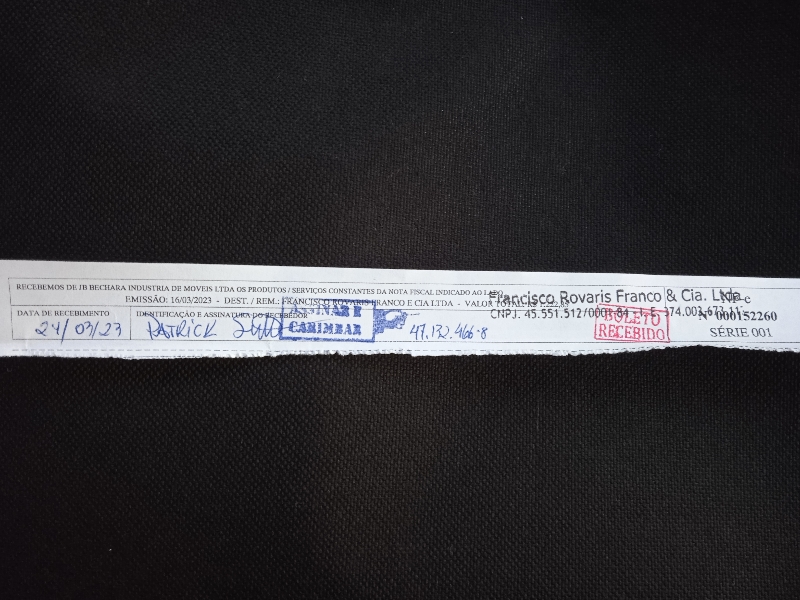 RECEBEMOS DE JB BECHARA INDUSTRIA DE MOVEIS LTDA OS PRODUTOS / SERVIÇOS CONSTANTES DA NOTA FISCAL INDICADO AO LADO
EMISSÃO: 16/03/2023 - DEST. / REM.: FRANCISCO ROVARIS FRANCO E CIA LTDA - VALOR TOTAL: R$
Francisco Rovaris Franco & Cia. Ltda
NF-e
CNPJ. 45.551.512/0001-84 - I.E.
Nº 000152260
SÉRIE 001
DATA DE RECEBIMENTO
IDENTIFICAÇÃO E ASSINATURA DO RECEBEDOR
24/03/23
PATRICK
ASSINAR E
CARIMBAR
47.132.466-8
BOLETO
RECEBIDO